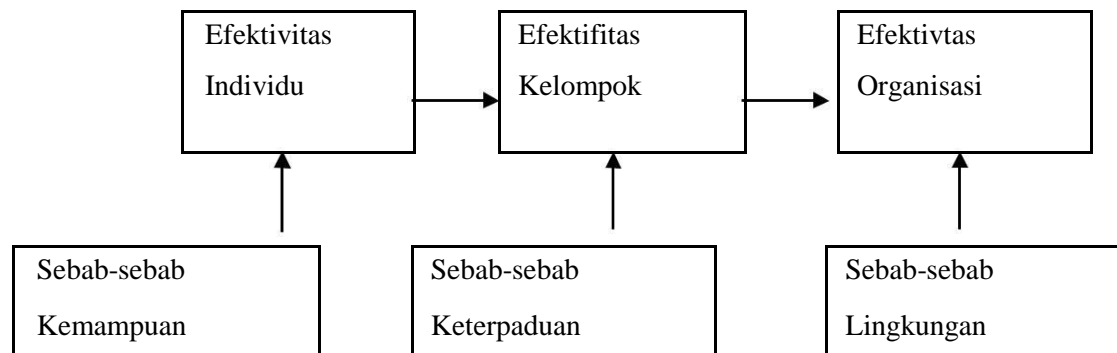 Efektivitas
Individu
Efektifitas
Kelompok
Efektivtas
Organisasi
Sebab-sebab
Kemampuan
Sebab-sebab
Keterpaduan
Sebab-sebab
Lingkungan